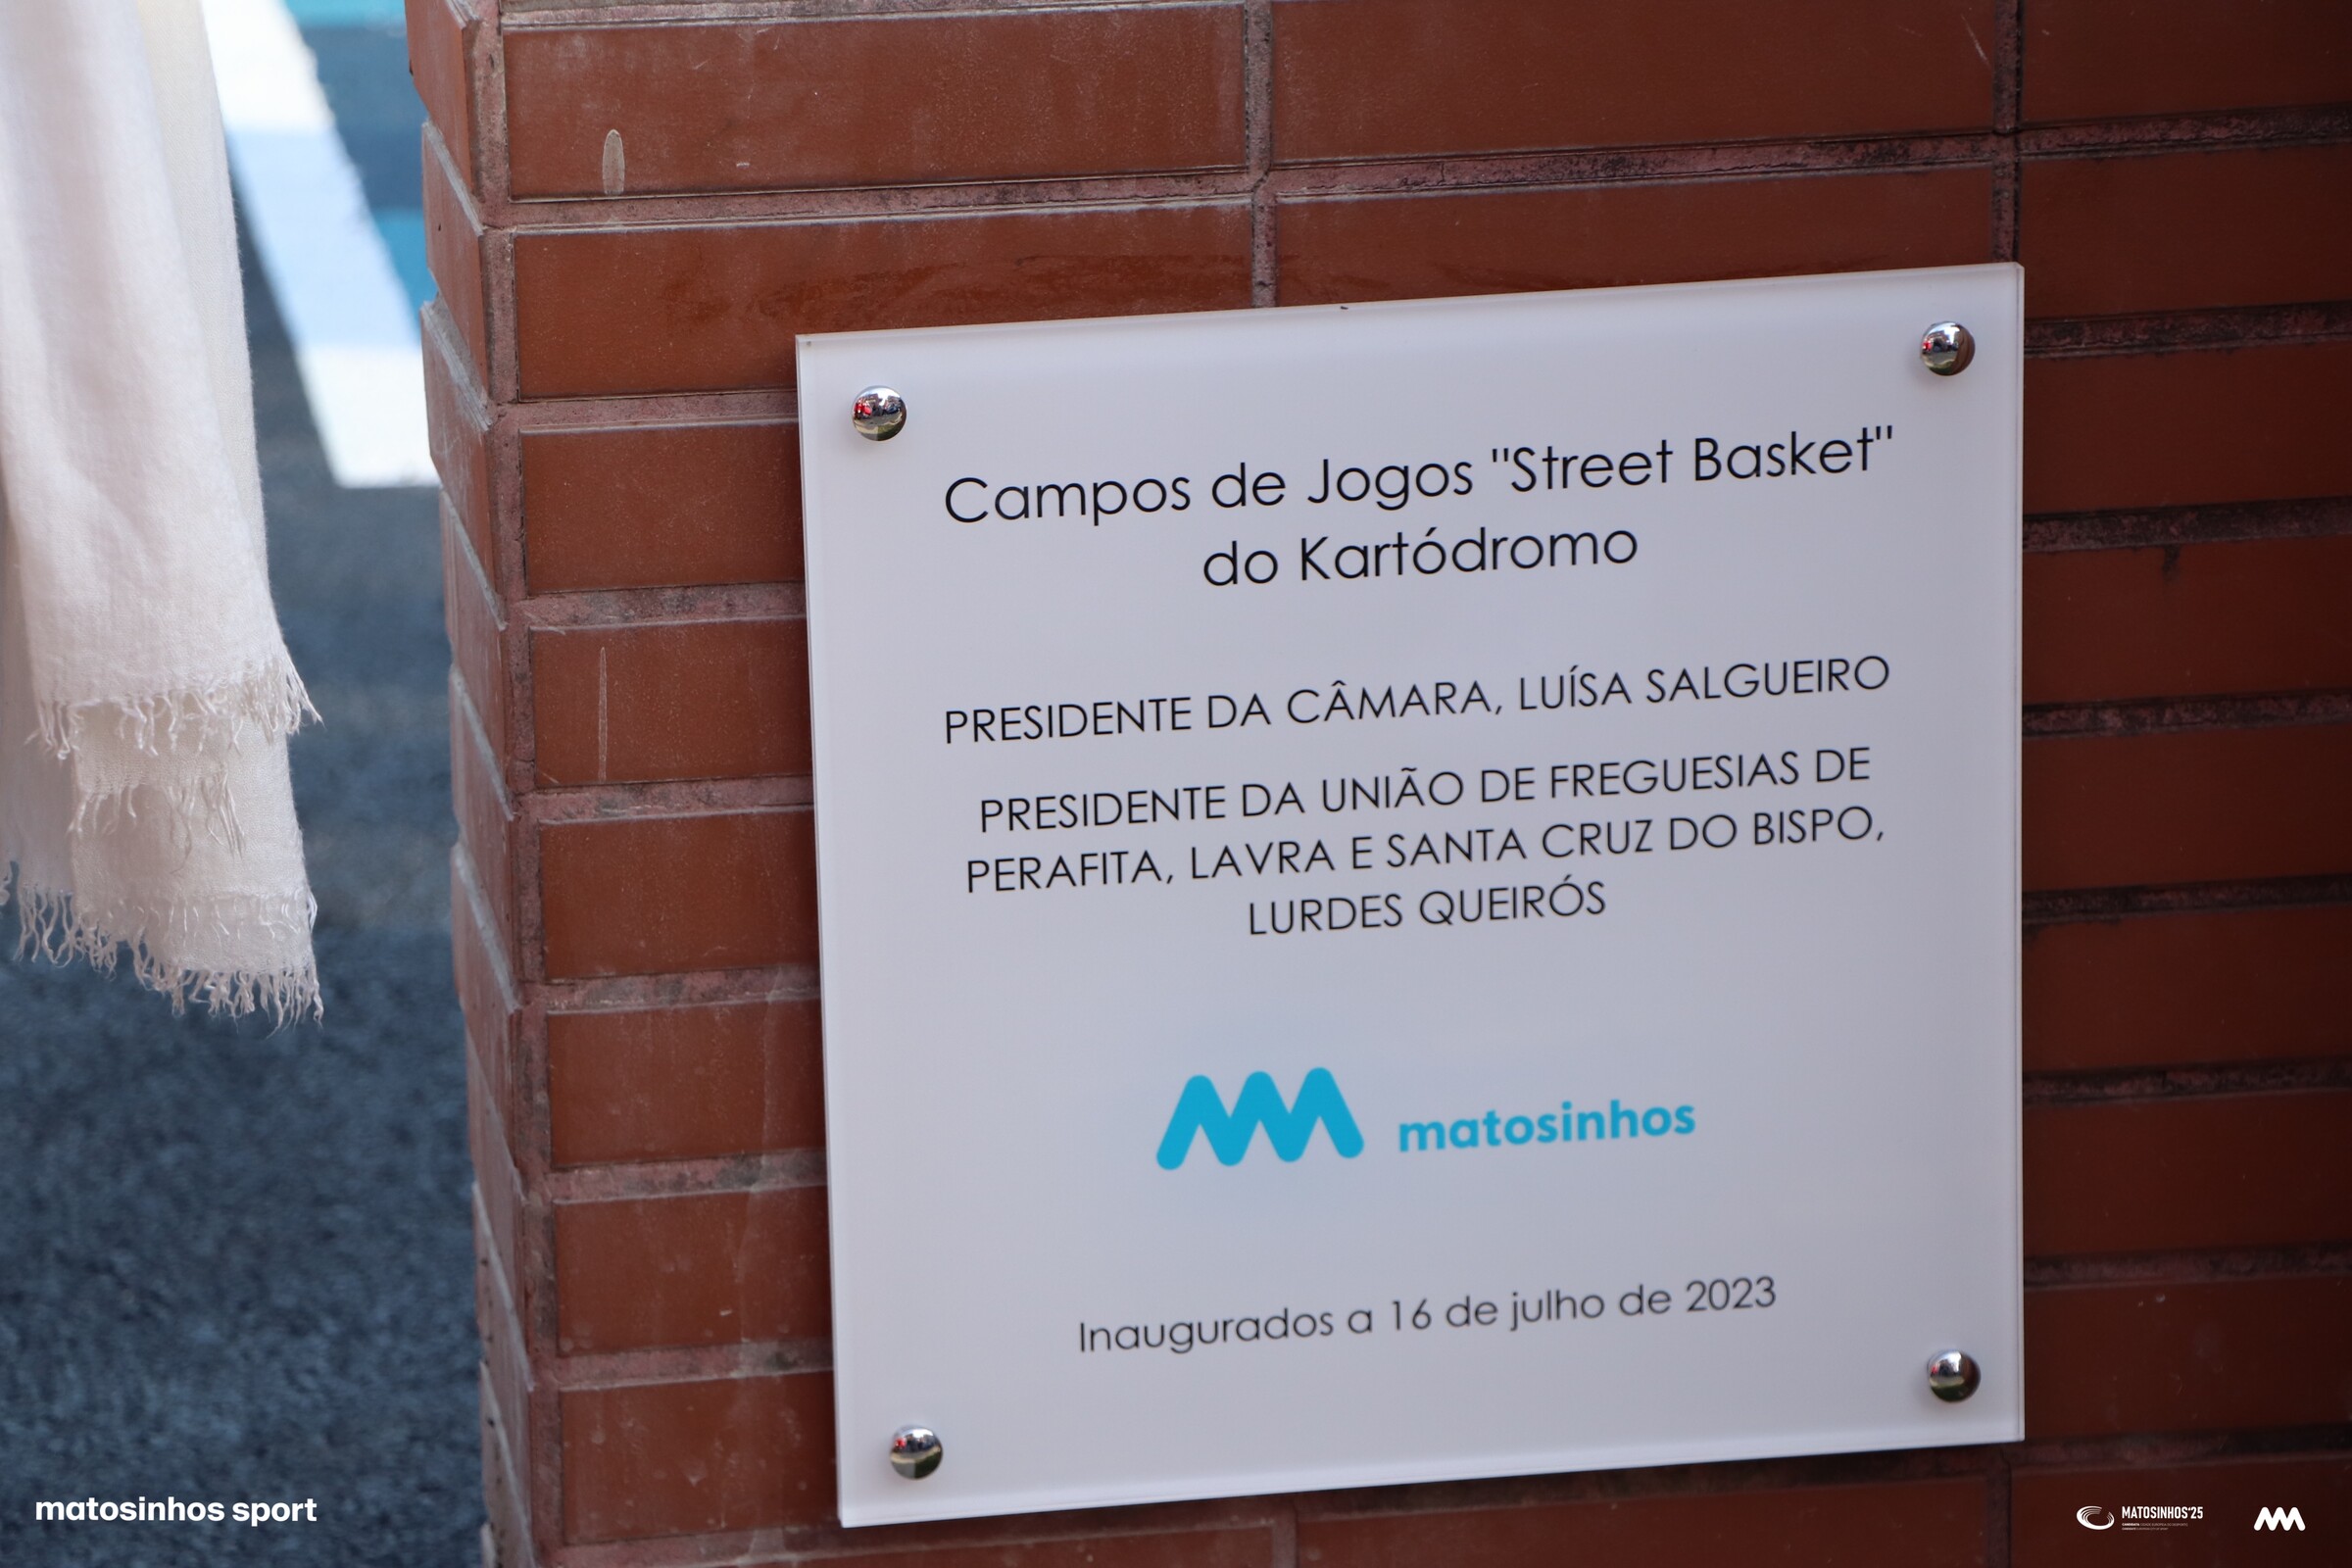 Campos de Jogos "Street Basket"
do Kartódromo
PRESIDENTE DA CÂMARA, LUÍSA SALGUEIRO
PRESIDENTE DA UNIÃO DE FREGUESIAS DE
PERAFITA, LAVRA E SANTA CRUZ DO BISPO,
LURDES QUEIRÓS
matosinhos
Inaugurados a 16 de julho de 2023
matosinhos sport
MATOSINHOS'25